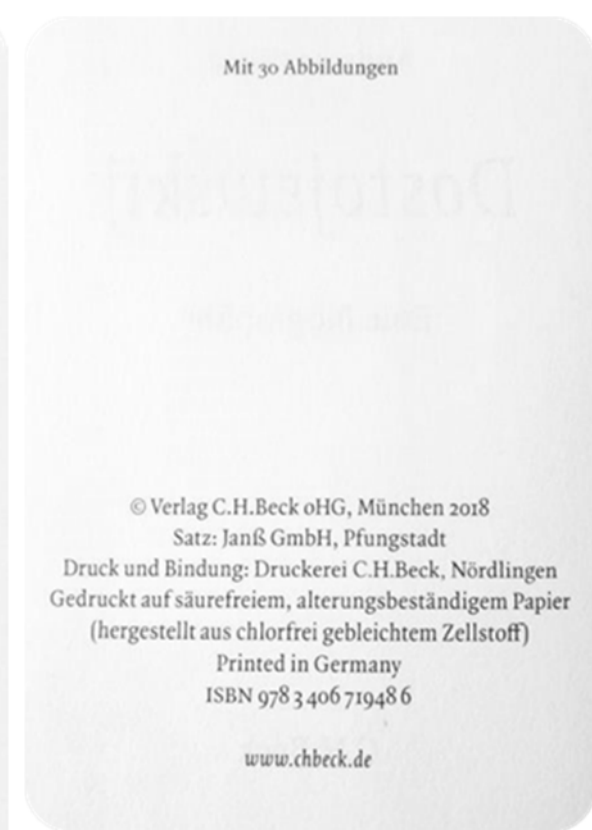 Mit 30 Abbildungen
© Verlag C.H.Beck oHG, München 2018
Satz: Janß GmbH, Pfungstadt
Druck und Bindung: Druckerei C.H.Beck, Nördlingen
Gedruckt auf säurefreiem, alterungsbeständigem Papier
(hergestellt aus chlorfrei gebleichtem Zellstoff)
Printed in Germany
ISBN 978 3 406 71948 6
www.chbeck.de